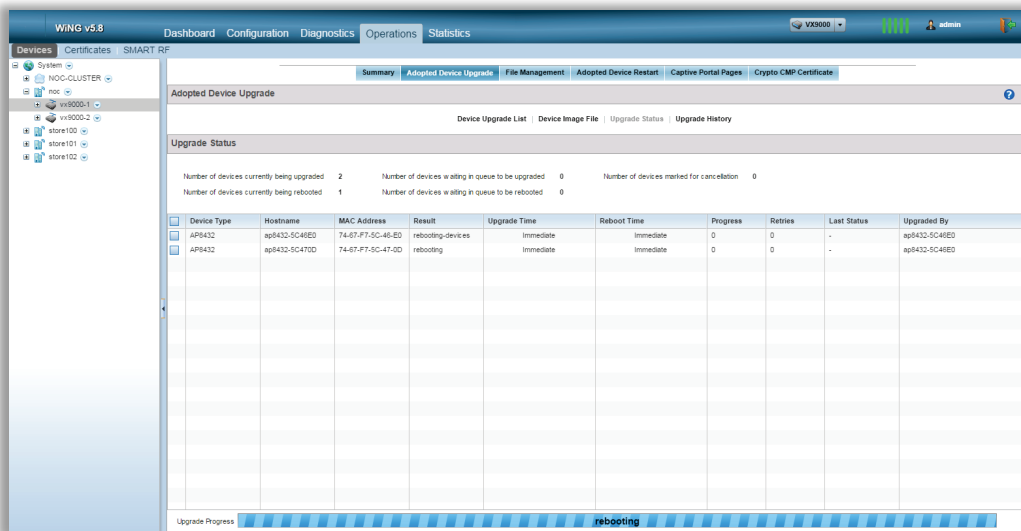 WiNG v5.8
Dashboard Configuration Diagnostics Operations Statistics
VX9000
admin
Devices Certificates SMART RF
System
NOC-CLUSTER
noc
vx9000-1
vx9000-2
store100
store101
store102
Summary Adopted Device Upgrade File Management Adopted Device Restart Captive Portal Pages Crypto CMP Certificate
Adopted Device Upgrade
?
Device Upgrade List | Device Image File | Upgrade Status | Upgrade History
Upgrade Status
Number of devices currently being upgraded 2 Number of devices waiting in queue to be upgraded 0 Number of devices marked for cancellation 0
Number of devices currently being rebooted 1 Number of devices waiting in queue to be rebooted 0
Device Type Hostname MAC Address Result Upgrade Time Reboot Time Progress Retries Last Status Upgraded By
AP8432 ap8432-5C46E0 74-67-F7-5C-46-E0 rebooting-devices Immediate Immediate 0 0 - ap8432-5C46E0
AP8432 ap8432-5C470D 74-67-F7-5C-47-0D rebooting Immediate Immediate 0 0 - ap8432-5C46E0
Upgrade Progress rebooting